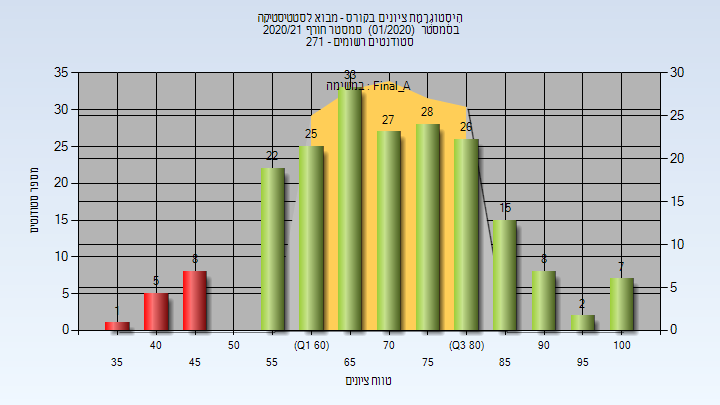 היסטוגרמת ציונים בקורס - מבוא לסטטיסטיקה
בסמסטר (01/2020) סמסטר חורף 2020/21
סטודנטים רשומים - 271
במשימה : Final_A
35 30 25 20 15 10 5 0
מספר סטודנטים
30 25 20 15 10 5 0
1 5 8 22 25 33 27 28 26 15 8 2 7
40 50 (Q1 60) 70 (Q3 80) 90 100
35 45 55 65 75 85 95
טווח ציונים